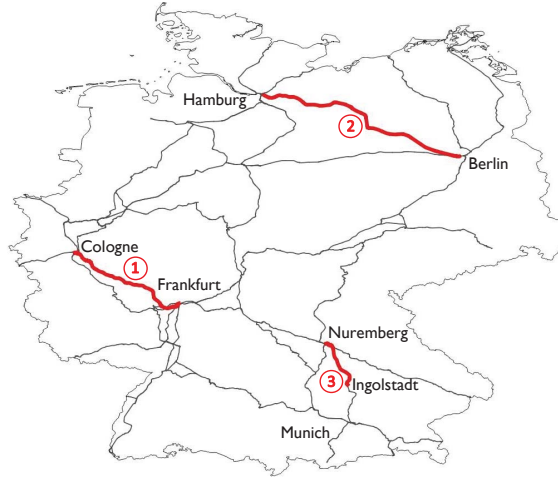 Hamburg
2
Berlin
Cologne
1
Frankfurt
Nuremberg
3
Ingolstadt
Munich